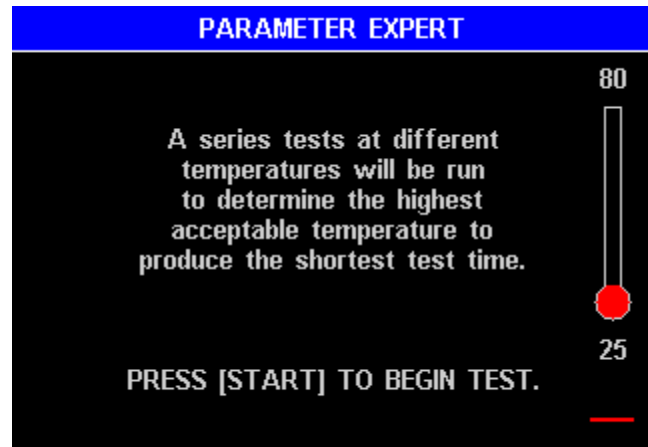 PARAMETER EXPERT
80
A series tests at different
temperatures will be run
to determine the highest
acceptable temperature to
produce the shortest test time.
25
PRESS [START] TO BEGIN TEST.